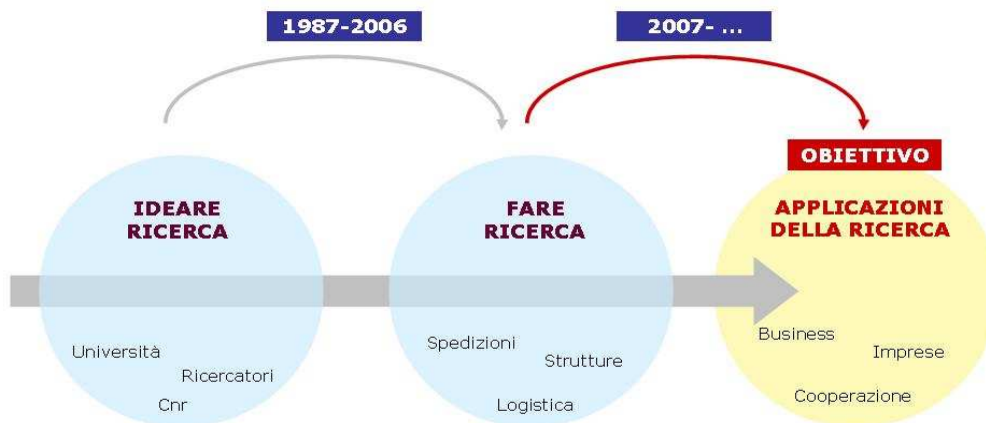 1987-2006
2007- ...
OBIETTIVO
IDEARE
RICERCA
FARE
RICERCA
APPLICAZIONI
DELLA RICERCA
Università
Ricercatori
Cnr
Spedizioni
Strutture
Logistica
Business
Imprese
Cooperazione